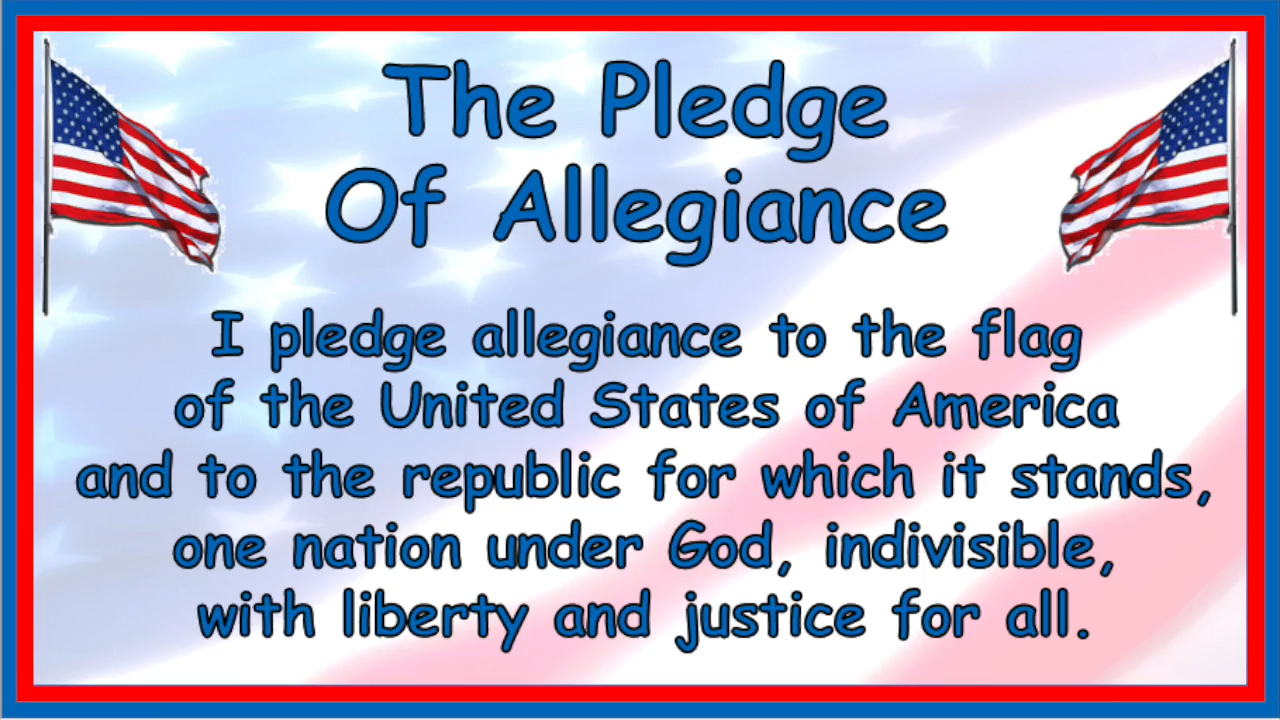 The Pledge
Of Allegiance
I pledge allegiance to the flag
of the United States of America
and to the republic for which it stands,
one nation under God, indivisible,
with liberty and justice for all.